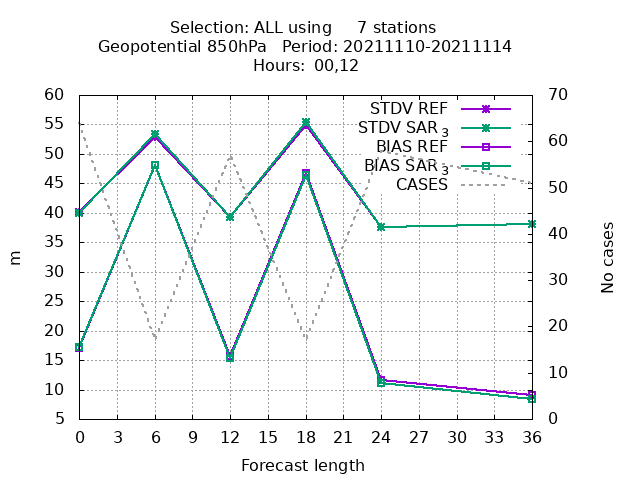 Selection: ALL using     7 stations
Geopotential 850hPa   Period: 20211110-20211114
Hours:  00,12
60
55
50
45
40
35
30
25
20
15
10
5
70
60
50
40
30
20
10
0
STDV REF
STDV SAR 3
BIAS REF
BIAS SAR 3
CASES
m
No cases
0 3 6 9 12 15 18 21 24 27 30 33 36
Forecast length